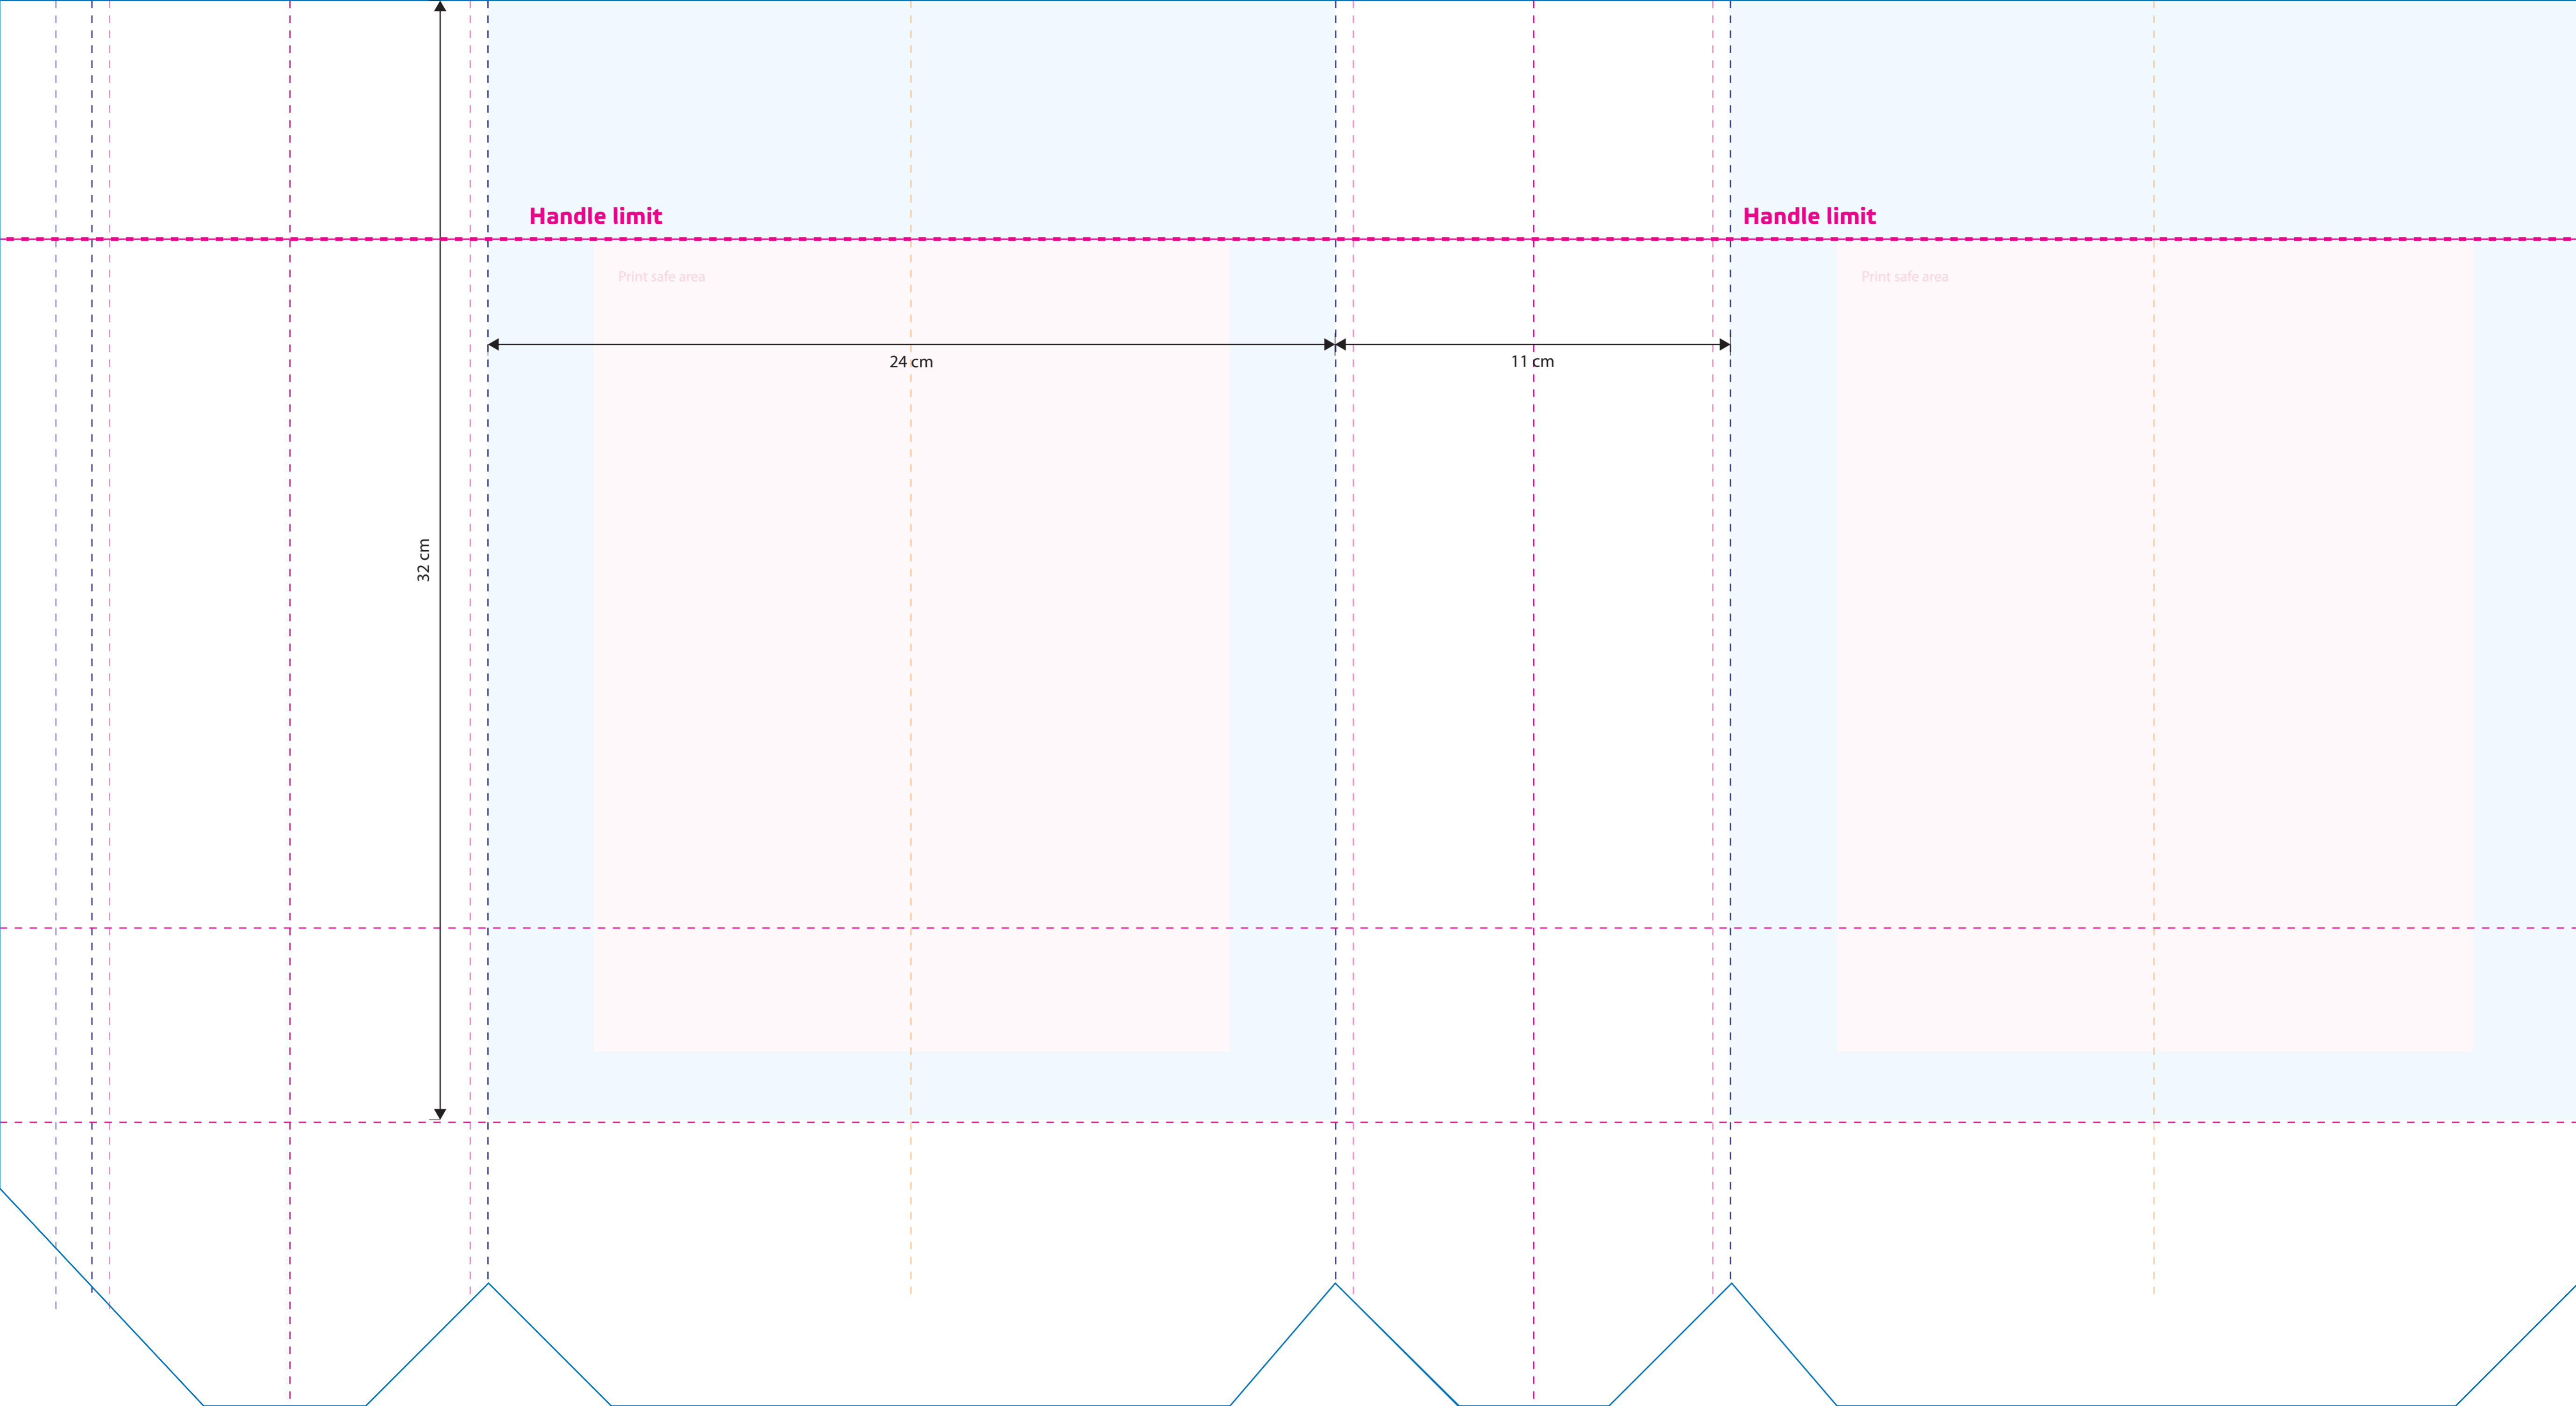 Handle limit
Handle limit
Print safe area
Print safe area
24 cm
11 cm
32 cm